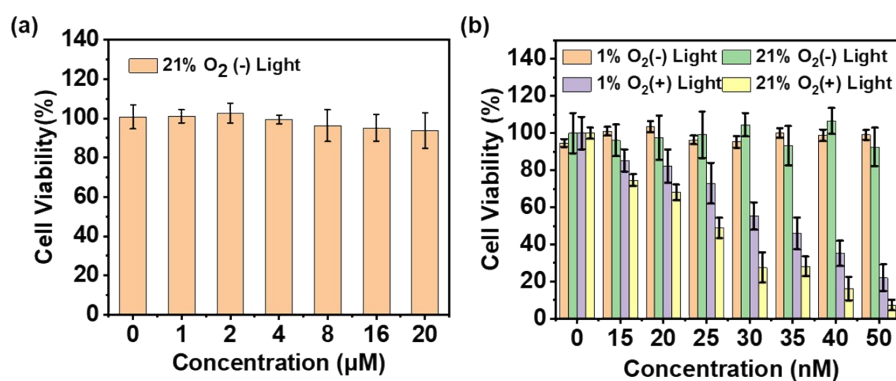 (a)
140
120
100
80
60
40
20
0
Cell Viability(%)
21% O₂ (-) Light
0 1 2 4 8 16 20
Concentration (µM)
(b)
140
120
100
80
60
40
20
0
Cell Viability (%)
1% O₂(-) Light 21% O₂(-) Light
1% O₂(+) Light 21% O₂(+) Light
0 15 20 25 30 35 40 50
Concentration (nM)